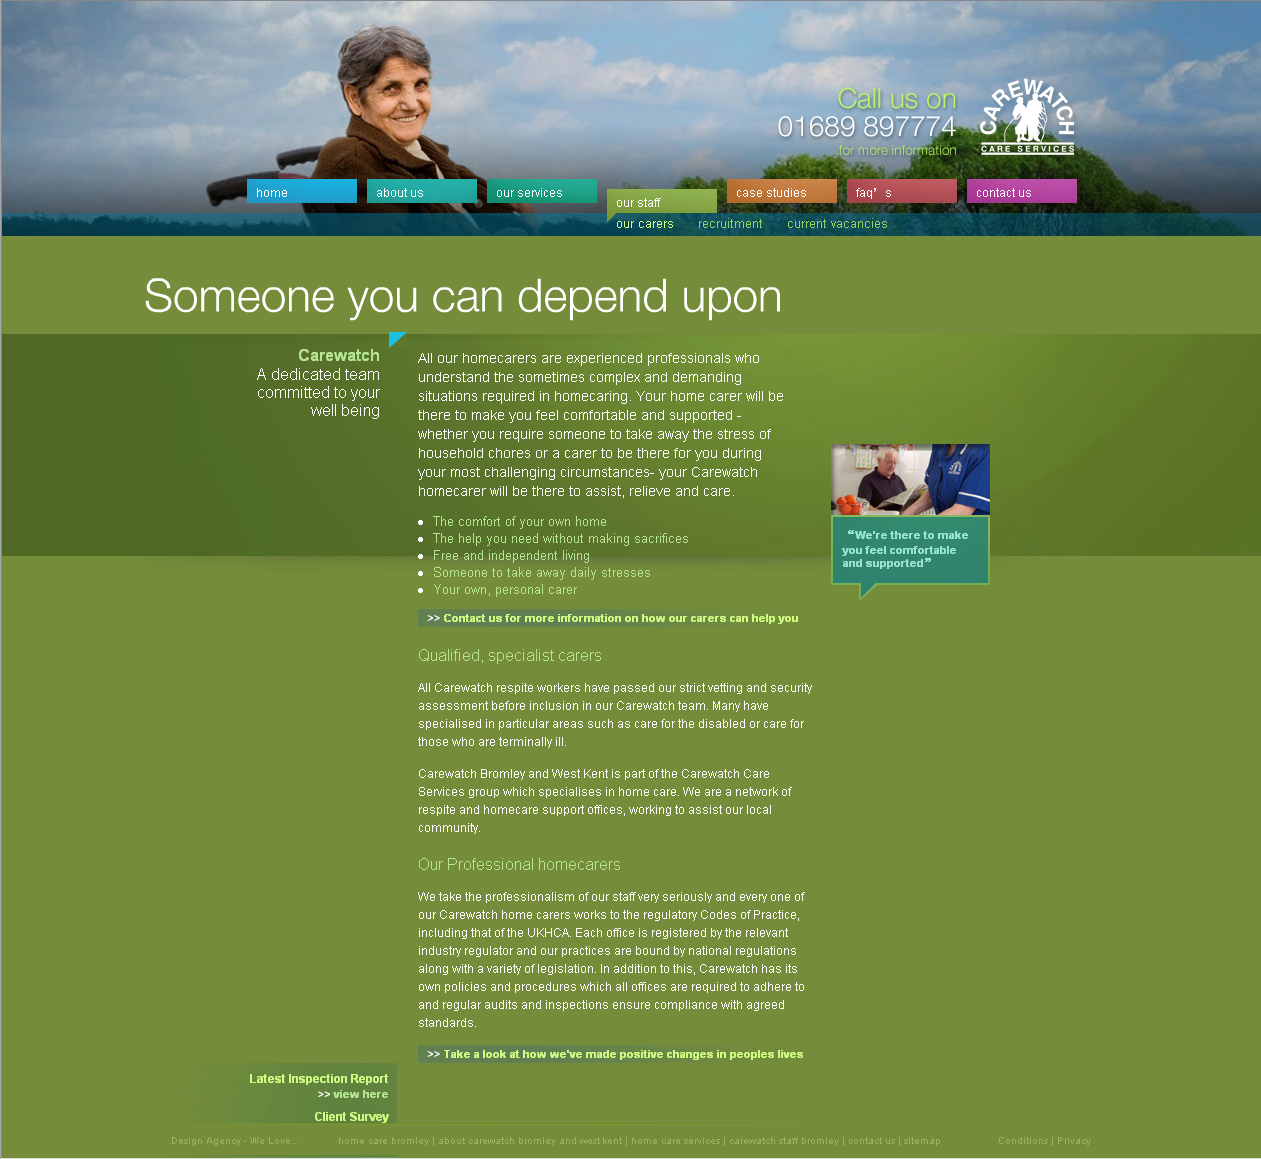 Call us on
01689 897774
for more information
CAREWATCH
CARE SERVICES
home
about us
our services
our staff
case studies
faq’s
contact us
our carers
recruitment
current vacancies
Someone you can depend upon
Carewatch
A dedicated team
committed to your
well being
All our homecarers are experienced professionals who
understand the sometimes complex and demanding
situations required in homecaring. Your home carer will be
there to make you feel comfortable and supported -
whether you require someone to take away the stress of
household chores or a carer to be there for you during
your most challenging circumstances- your Carewatch
homecarer will be there to assist, relieve and care.
The comfort of your own home
The help you need without making sacrifices
Free and independent living
Someone to take away daily stresses
Your own, personal carer
>> Contact us for more information on how our carers can help you
“We're there to make
you feel comfortable
and supported”
Qualified, specialist carers
All Carewatch respite workers have passed our strict vetting and security
assessment before inclusion in our Carewatch team. Many have
specialised in particular areas such as care for the disabled or care for
those who are terminally ill.
Carewatch Bromley and West Kent is part of the Carewatch Care
Services group which specialises in home care. We are a network of
respite and homecare support offices, working to assist our local
community.
Our Professional homecarers
We take the professionalism of our staff very seriously and every one of
our Carewatch home carers works to the regulatory Codes of Practice,
including that of the UKHCA. Each office is registered by the relevant
industry regulator and our practices are bound by national regulations
along with a variety of legislation. In addition to this, Carewatch has its
own policies and procedures which all offices are required to adhere to
and regular audits and inspections ensure compliance with agreed
standards.
>> Take a look at how we've made positive changes in peoples lives
Latest Inspection Report
>> view here
Client Survey
Design Agency - We Love...
home care bromley | about carewatch bromley and west kent | home care services | carewatch staff bromley | contact us | sitemap
Conditions | Privacy